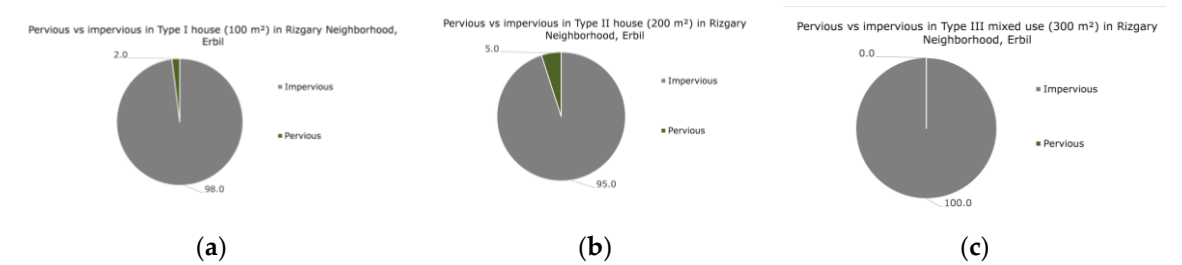 Pervious vs impervious in Type I house (100 m²) in Rizgary Neighborhood,
Erbil
2.0
Impervious
Pervious
98.0
(a)
Pervious vs impervious in Type II house (200 m²) in Rizgary
Neighborhood, Erbil
5.0
Impervious
Pervious
95.0
(b)
Pervious vs impervious in Type III mixed use (300 m²) in Rizgary
Neighborhood, Erbil
0.0
Impervious
Pervious
100.0
(c)